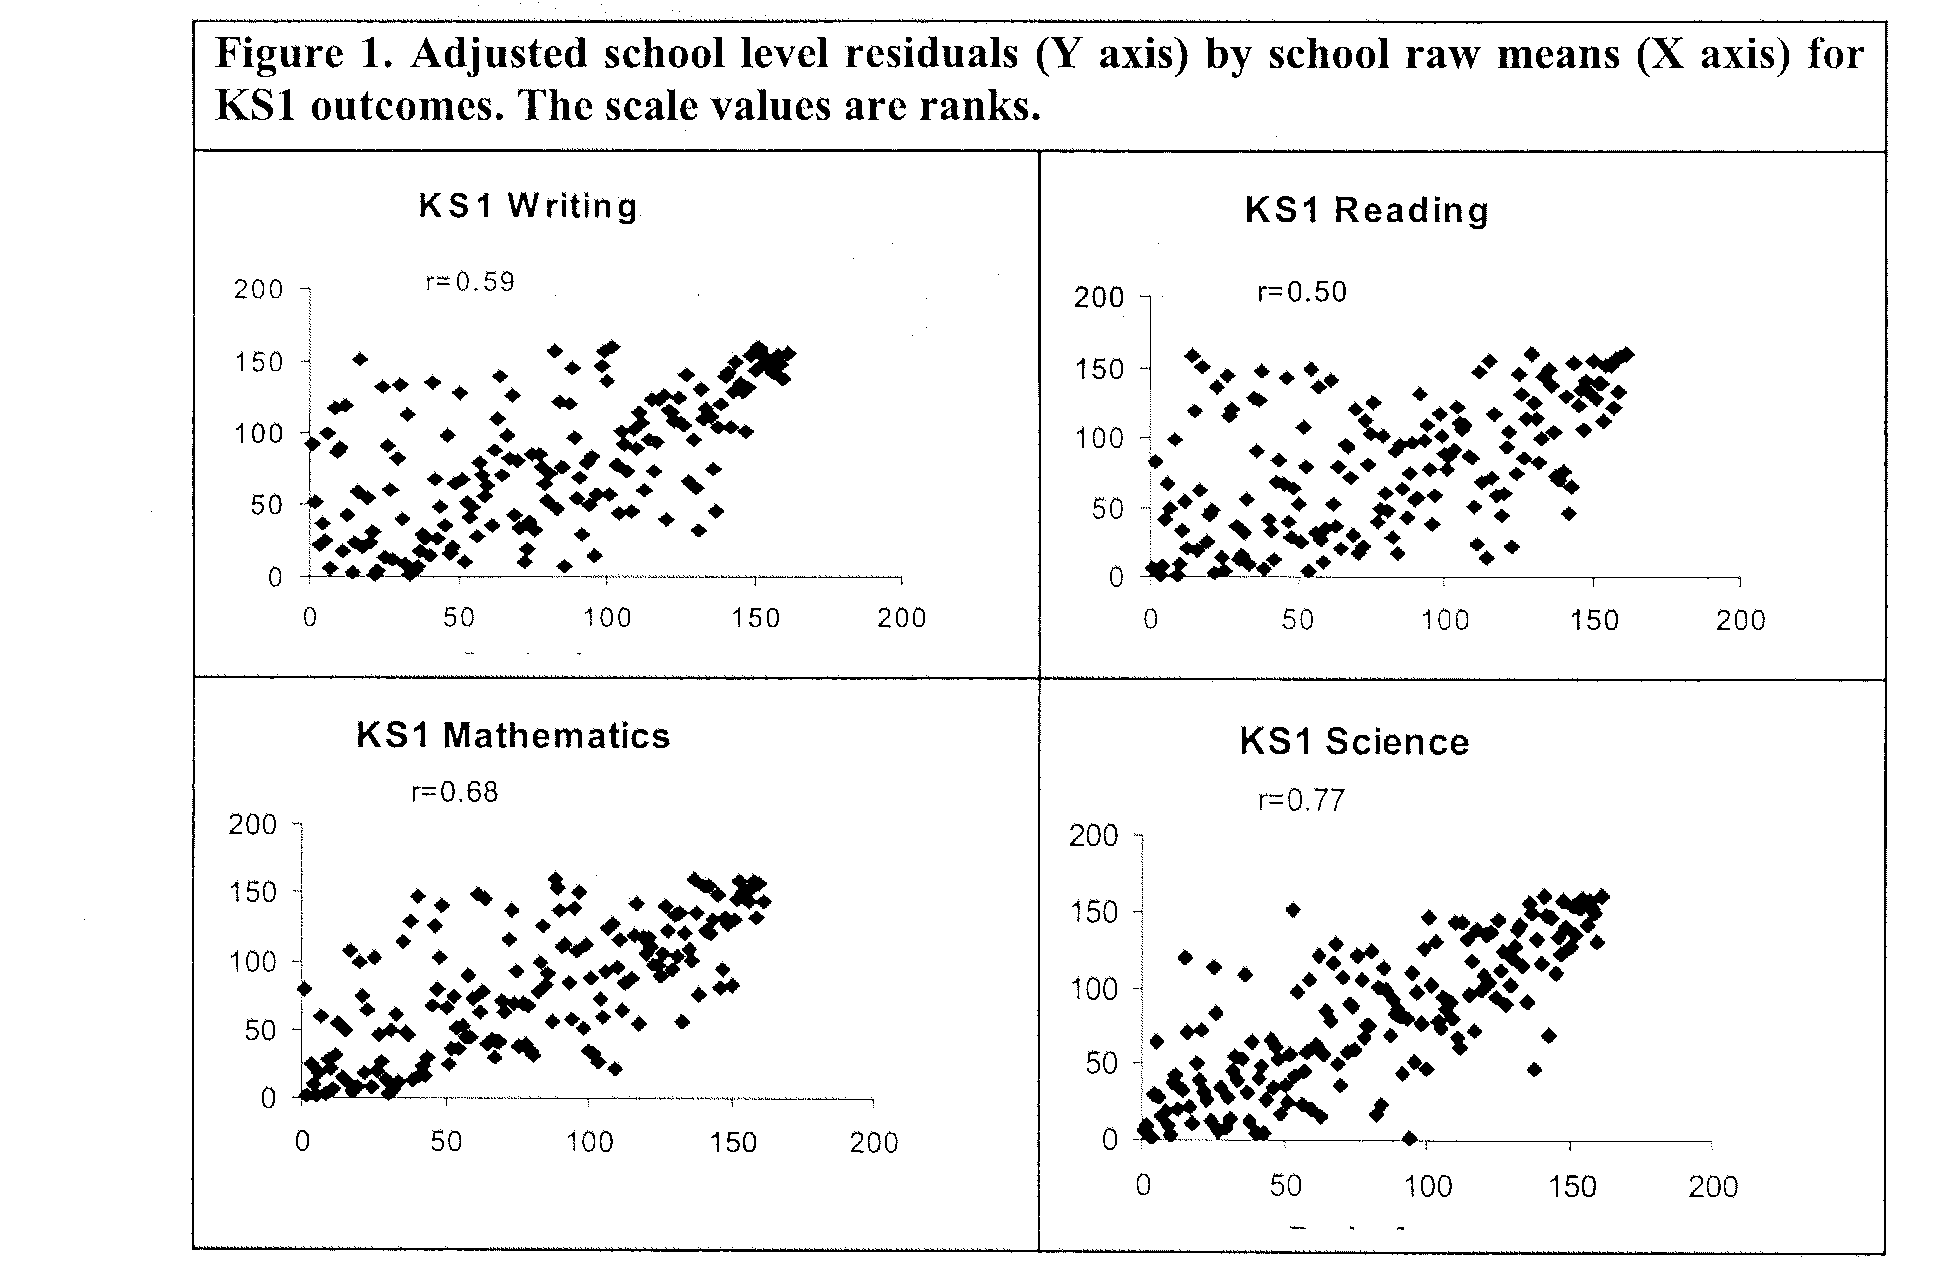 Figure 1. Adjusted school level residuals (Y axis) by school raw means (X axis) for
KS1 outcomes. The scale values are ranks.
KS1 Writing
r=0.59
200
150
100
50
0
0 50 100 150 200
KS1 Reading
r=0.50
200
150
100
50
0
0 50 100 150 200
KS1 Mathematics
r=0.68
200
150
100
50
0
0 50 100 150 200
KS1 Science
r=0.77
200
150
100
50
0
0 50 100 150 200